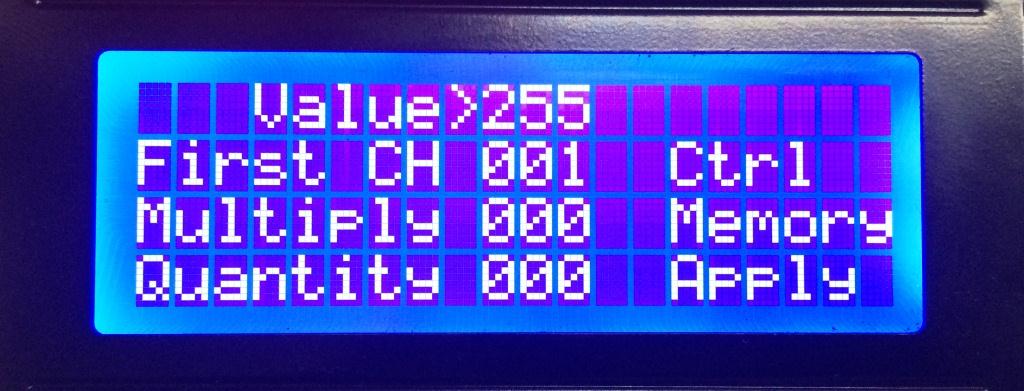 Value>255
First CH 001 Ctrl
Multiply 000 Memory
Quantity 000 Apply